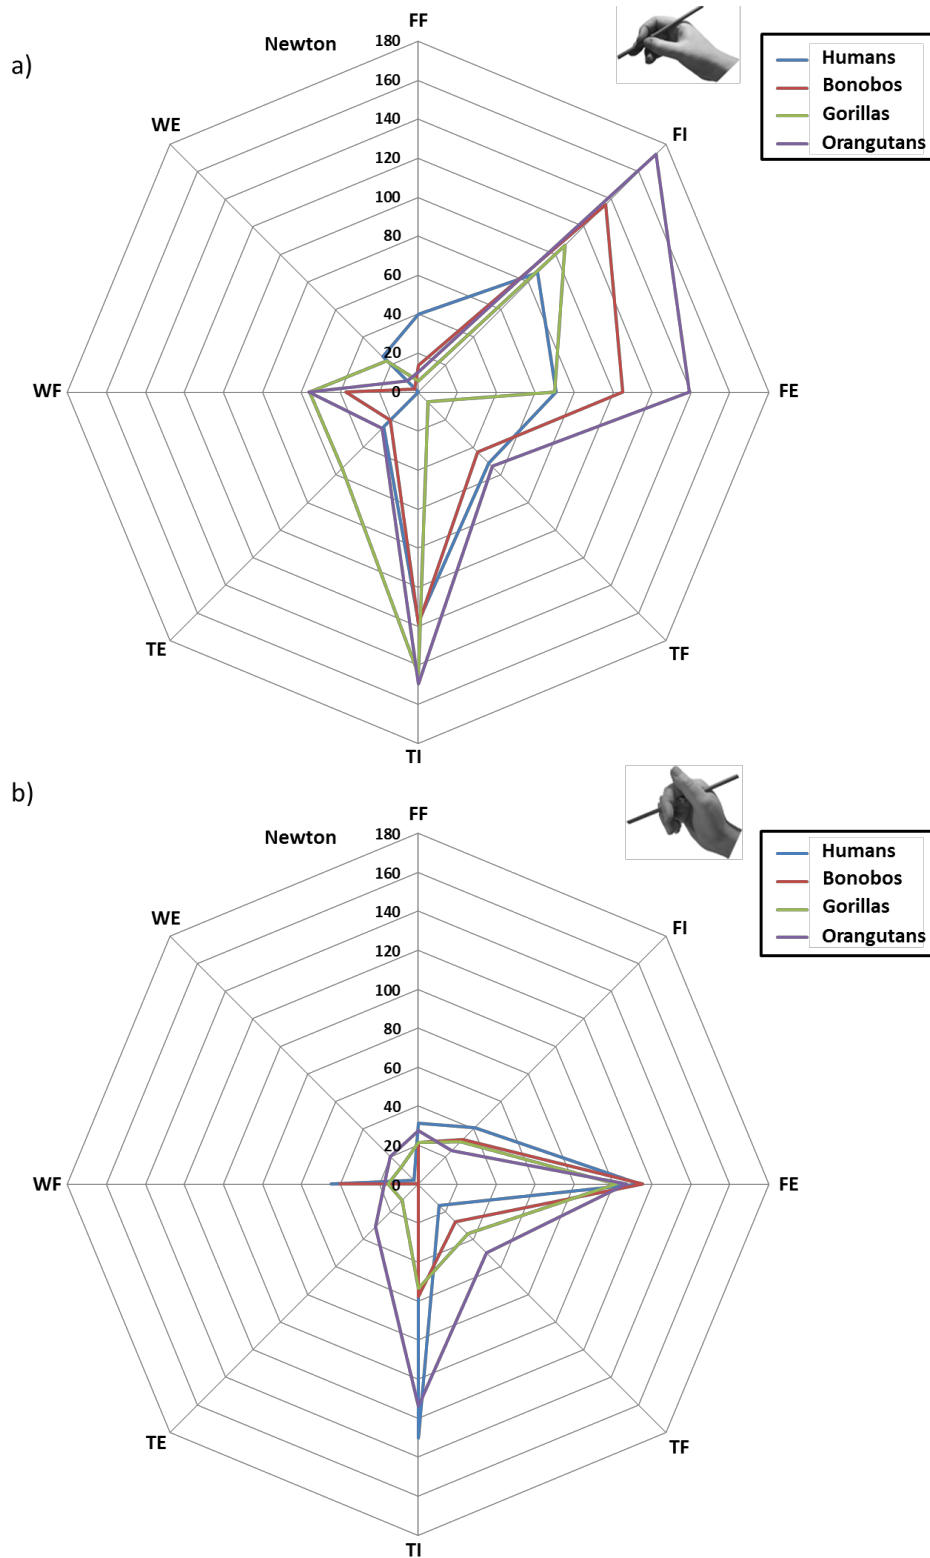 a)
Newton
FF
180
160
140
120
100
80
60
40
20
0
FI
FE
TF
TI
TE
WF
WE
Humans
Bonobos
Gorillas
Orangutans
b)
Newton
FF
180
160
140
120
100
80
60
40
20
0
FI
FE
TF
TI
TE
WF
WE
Humans
Bonobos
Gorillas
Orangutans